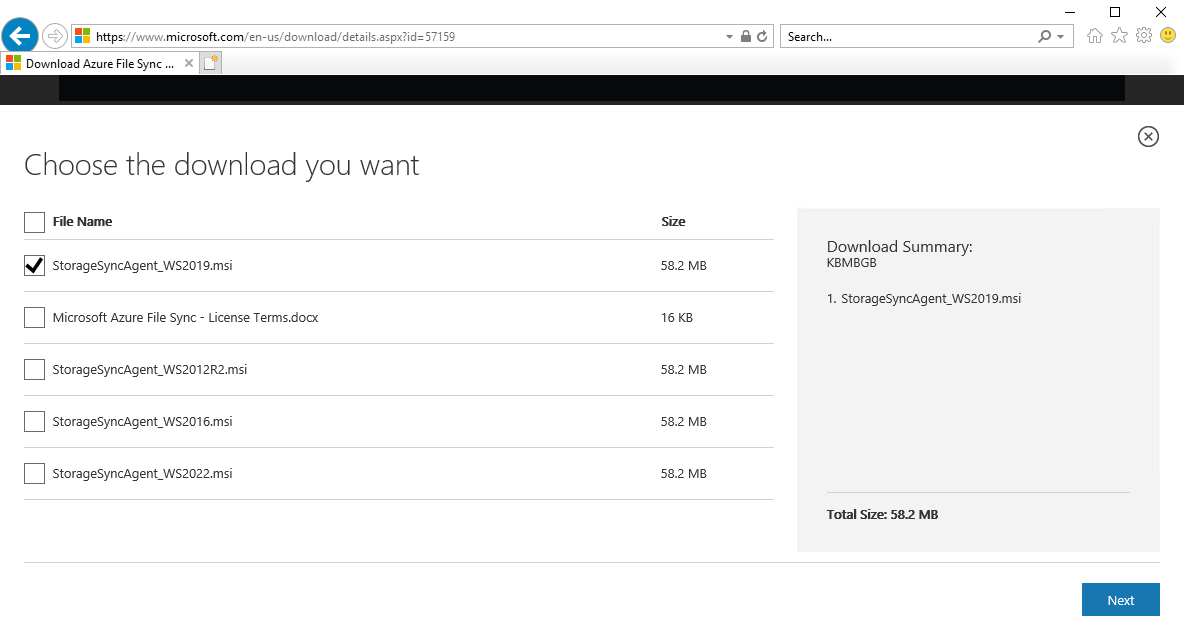 https://www.microsoft.com/en-us/download/details.aspx?id=57159
Search...
Download Azure File Sync ...
Choose the download you want
File Name Size
StorageSyncAgent_WS2019.msi 58.2 MB
Microsoft Azure File Sync - License Terms.docx 16 KB
StorageSyncAgent_WS2012R2.msi 58.2 MB
StorageSyncAgent_WS2016.msi 58.2 MB
StorageSyncAgent_WS2022.msi 58.2 MB
Download Summary:
KBMBGB
1. StorageSyncAgent_WS2019.msi
Total Size: 58.2 MB
Next